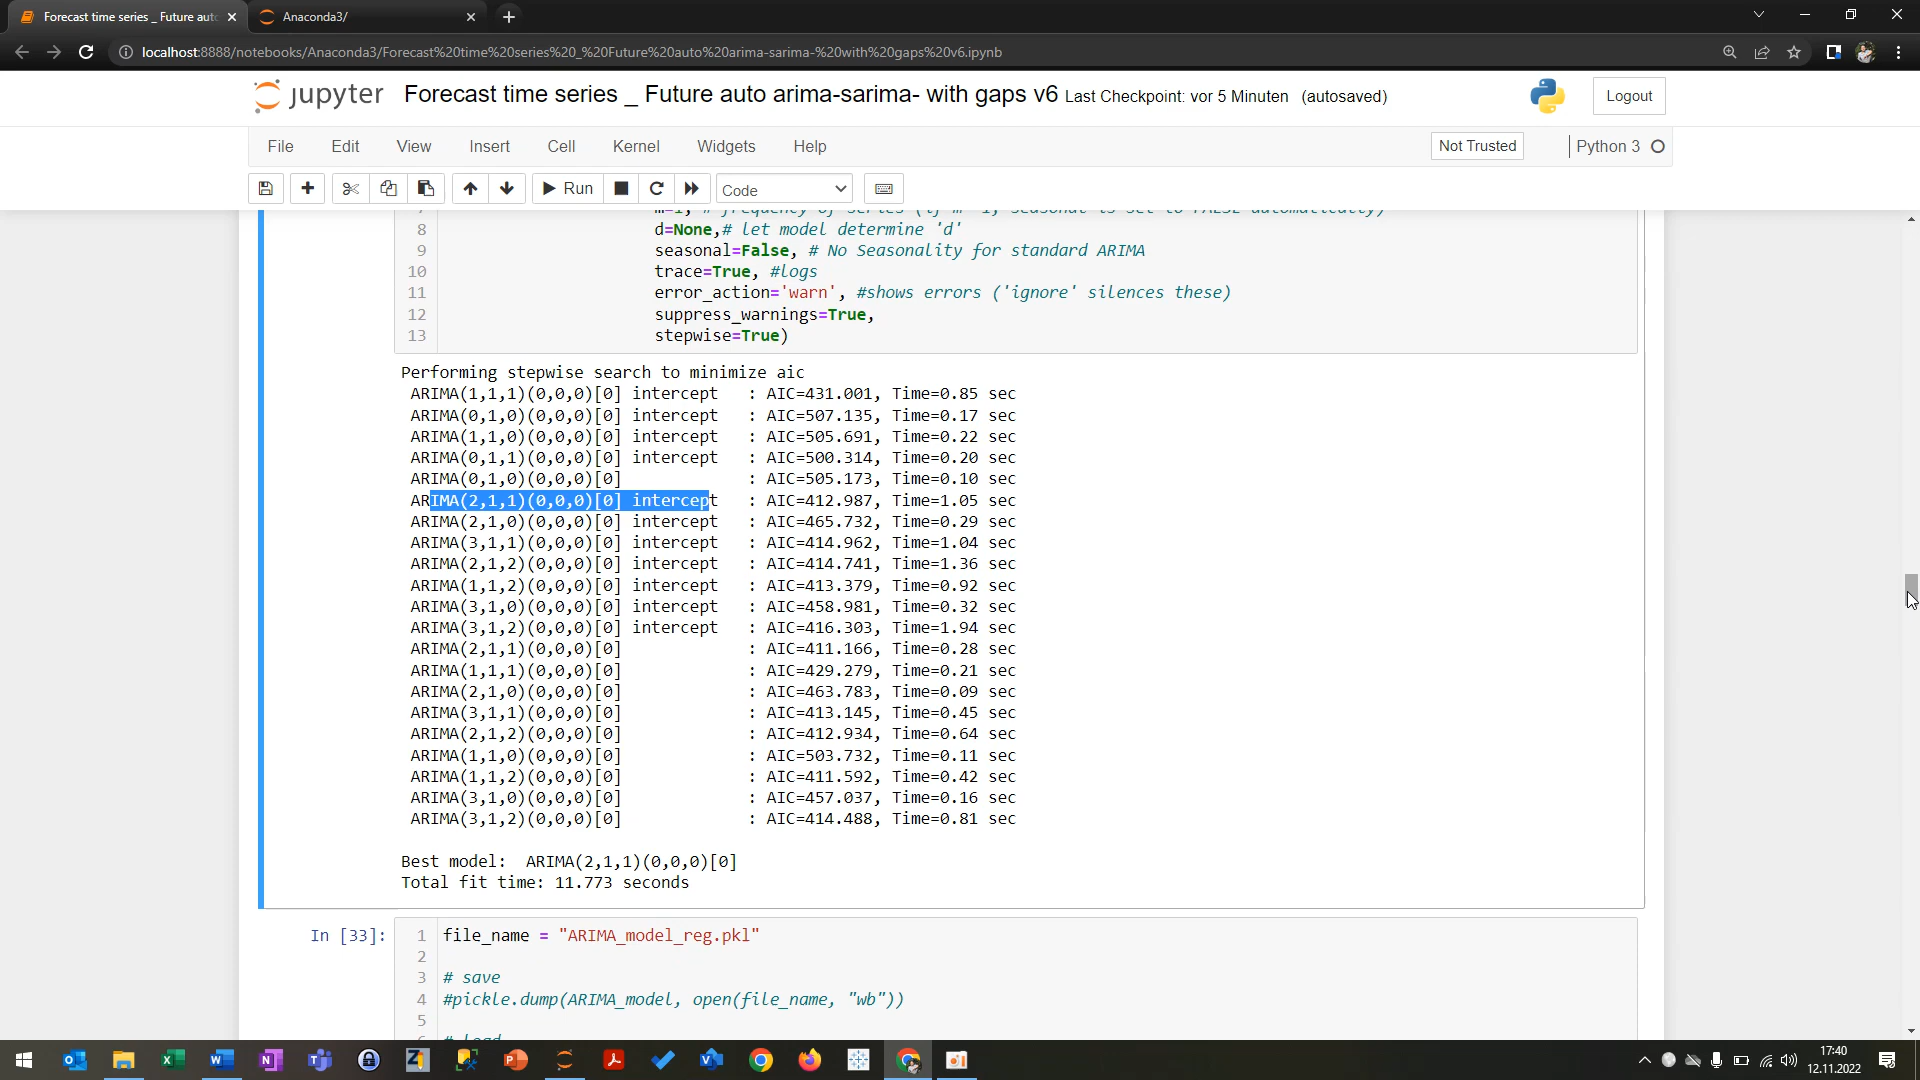 Forecast time series _ Future auto
Anaconda3/
localhost:8888/notebooks/Anaconda3/Forecast%20time%20series%20_%20Future%20auto%20arima-sarima-%20with%20gaps%20v6.ipynb
jupyter Forecast time series _ Future auto arima-sarima- with gaps v6 Last Checkpoint: vor 5 Minuten (autosaved) Logout
File Edit View Insert Cell Kernel Widgets Help Not Trusted Python 3
Run Code
8 d=None,# let model determine 'd'
9 seasonal=False, # No Seasonality for standard ARIMA
10 trace=True, #logs
11 error_action='warn', #shows errors ('ignore' silences these)
12 suppress_warnings=True,
13 stepwise=True)
Performing stepwise search to minimize aic
ARIMA(1,1,1)(0,0,0)[0] intercept : AIC=431.001, Time=0.85 sec
ARIMA(0,1,0)(0,0,0)[0] intercept : AIC=507.135, Time=0.17 sec
ARIMA(1,1,0)(0,0,0)[0] intercept : AIC=505.691, Time=0.22 sec
ARIMA(0,1,1)(0,0,0)[0] intercept : AIC=500.314, Time=0.20 sec
ARIMA(0,1,0)(0,0,0)[0] : AIC=505.173, Time=0.10 sec
ARIMA(2,1,1)(0,0,0)[0] intercept : AIC=412.987, Time=1.05 sec
ARIMA(2,1,0)(0,0,0)[0] intercept : AIC=465.732, Time=0.29 sec
ARIMA(3,1,1)(0,0,0)[0] intercept : AIC=414.962, Time=1.04 sec
ARIMA(2,1,2)(0,0,0)[0] intercept : AIC=414.741, Time=1.36 sec
ARIMA(1,1,2)(0,0,0)[0] intercept : AIC=413.379, Time=0.92 sec
ARIMA(3,1,0)(0,0,0)[0] intercept : AIC=458.981, Time=0.32 sec
ARIMA(3,1,2)(0,0,0)[0] intercept : AIC=416.303, Time=1.94 sec
ARIMA(2,1,1)(0,0,0)[0] : AIC=411.166, Time=0.28 sec
ARIMA(1,1,1)(0,0,0)[0] : AIC=429.279, Time=0.21 sec
ARIMA(2,1,0)(0,0,0)[0] : AIC=463.783, Time=0.09 sec
ARIMA(3,1,1)(0,0,0)[0] : AIC=413.145, Time=0.45 sec
ARIMA(2,1,2)(0,0,0)[0] : AIC=412.934, Time=0.64 sec
ARIMA(1,1,0)(0,0,0)[0] : AIC=503.732, Time=0.11 sec
ARIMA(1,1,2)(0,0,0)[0] : AIC=411.592, Time=0.42 sec
ARIMA(3,1,0)(0,0,0)[0] : AIC=457.037, Time=0.16 sec
ARIMA(3,1,2)(0,0,0)[0] : AIC=414.488, Time=0.81 sec
Best model: ARIMA(2,1,1)(0,0,0)[0]
Total fit time: 11.773 seconds
In [33]: 1 file_name = "ARIMA_model_reg.pkl"
2
3 # save
4 #pickle.dump(ARIMA_model, open(file_name, "wb"))
5
17:40
12.11.2022